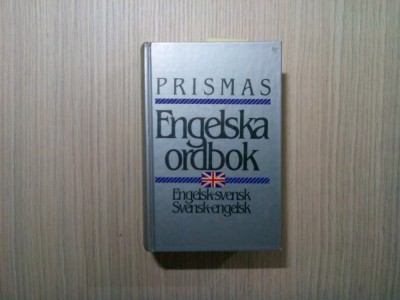 PRISMAS
Engelska
ordbok
Engelsk-svensk
Svensk-engelsk